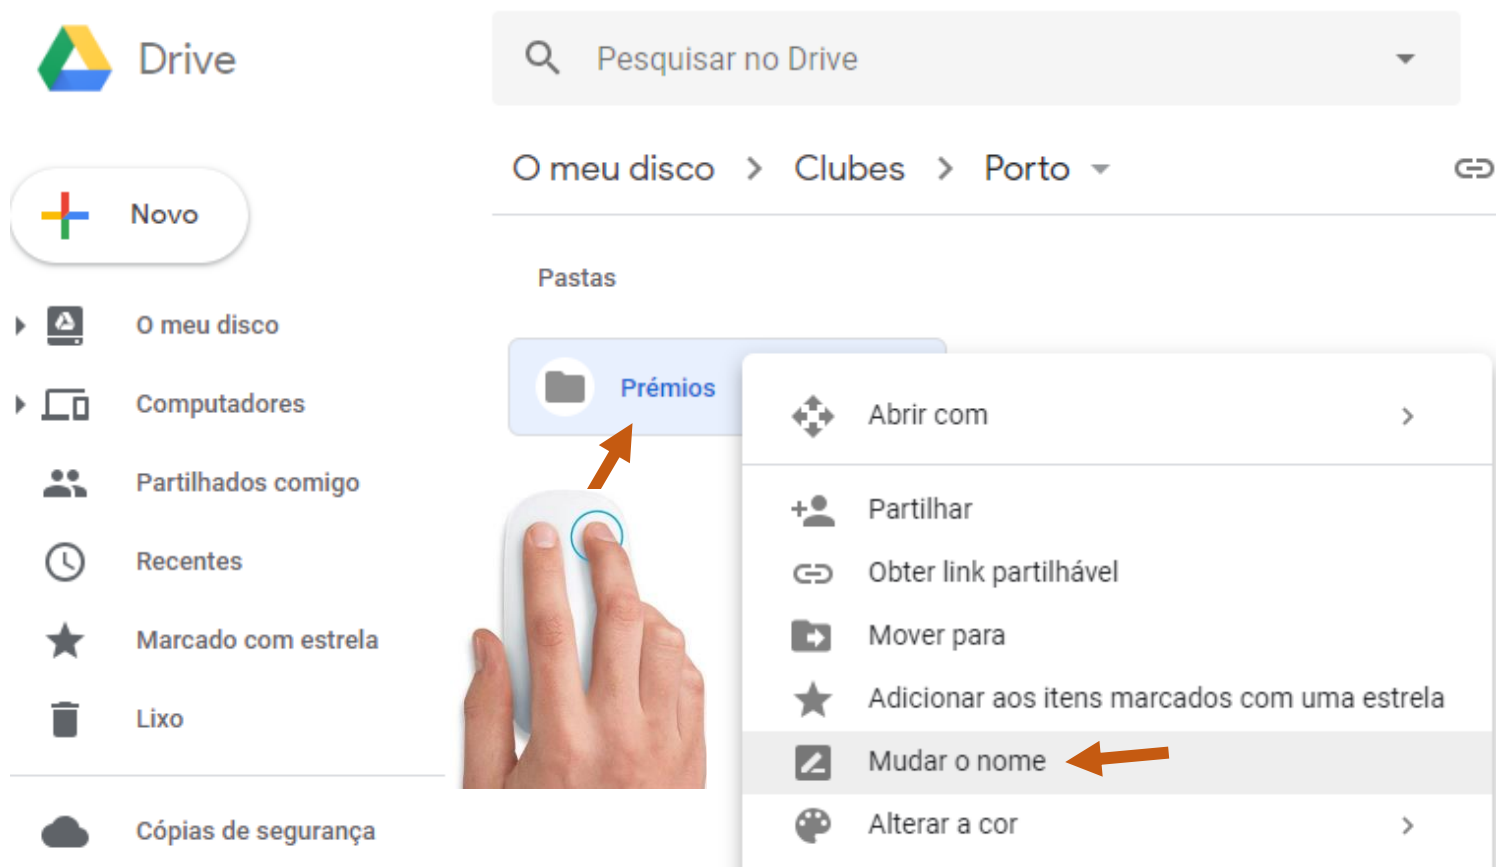 Drive
Pesquisar no Drive
O meu disco > Clubes > Porto
Novo
Pastas
O meu disco
Computadores
Partilhados comigo
Recentes
Marcado com estrela
Lixo
Cópias de segurança
Prémios
Abrir com
Partilhar
Obter link partilhável
Mover para
Adicionar aos itens marcados com uma estrela
Mudar o nome
Alterar a cor